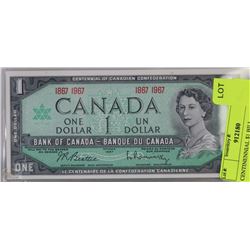 CENTENNIAL OF CANADIAN CONFEDERATION
1867 1967 1867 1967
CANADA
ONE DOLLAR 1 UN DOLLAR
BANK OF CANADA - BANQUE DU CANADA
ONE
LE CENTENAIRE DE LA CONFÉDÉRATION CANADIENNE
LOT
912180